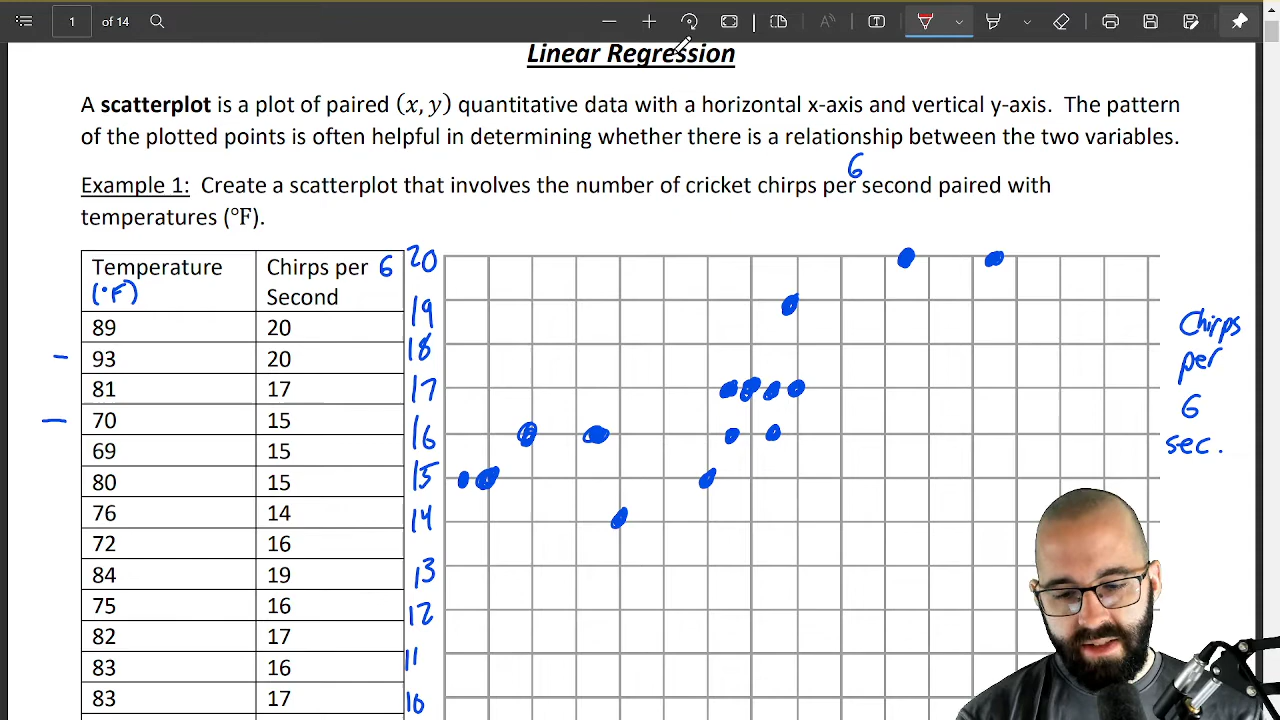 1 of 14
Linear Regression
A scatterplot is a plot of paired (x, y) quantitative data with a horizontal x-axis and vertical y-axis. The pattern
of the plotted points is often helpful in determining whether there is a relationship between the two variables.
6
Example 1: Create a scatterplot that involves the number of cricket chirps per second paired with
temperatures (°F).
Temperature Chirps per 6
(°F) Second
89 20
93 20
81 17
70 15
69 15
80 15
76 14
72 16
84 19
75 16
82 17
83 16
83 17
20
19
18
17
16
15
14
13
12
11
10
Chirps
per
6
sec.